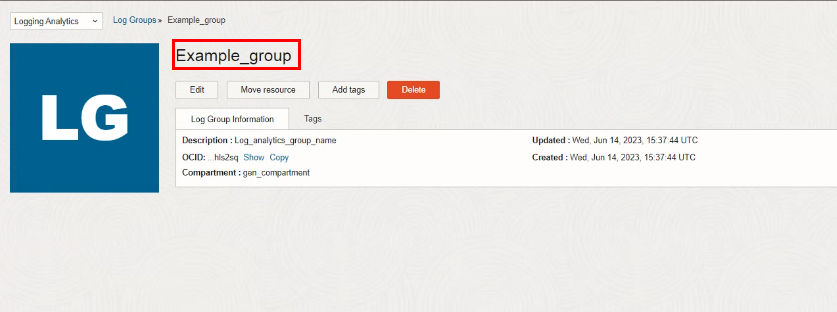 Logging Analytics Log Groups » Example_group
LG
Example_group
Edit Move resource Add tags Delete
Log Group Information Tags
Description : Log_analytics_group_name Updated : Wed, Jun 14, 2023, 15:37:44 UTC
OCID: ...hls2sq Show Copy Created : Wed, Jun 14, 2023, 15:37:44 UTC
Compartment : gen_compartment